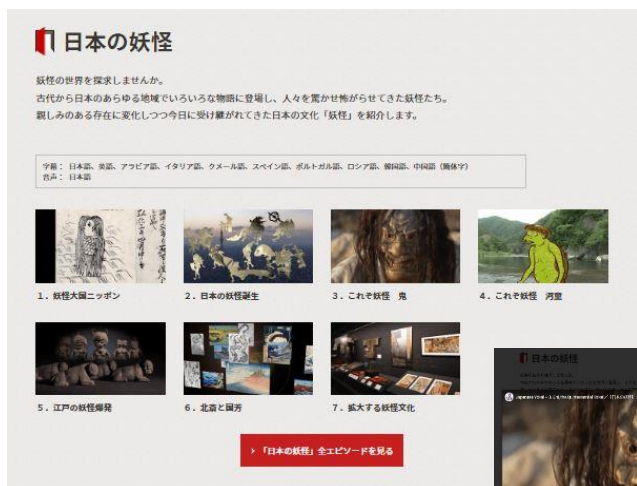 日本の妖怪
妖怪の世界を探求しませんか。
古代から日本のあらゆる地域でいろいろな物語に登場し、人々を驚かせ怖がらせてきた妖怪たち。
親しみのある存在に変化しつつ今日に受け継がれてきた日本の文化「妖怪」を紹介します。
字幕： 日本語、英語、アラビア語、イタリア語、クメール語、スペイン語、ポルトガル語、ロシア語、韓国語、中国語（簡体字）
音声： 日本語
1．妖怪大国ニッポン
2．日本の妖怪誕生
3．これぞ妖怪　鬼
4．これぞ妖怪　河童
5．江戸の妖怪爆発
6．北斎と国芳
7．拡大する妖怪文化
› 「日本の妖怪」全エピソードを見る
日本の妖怪